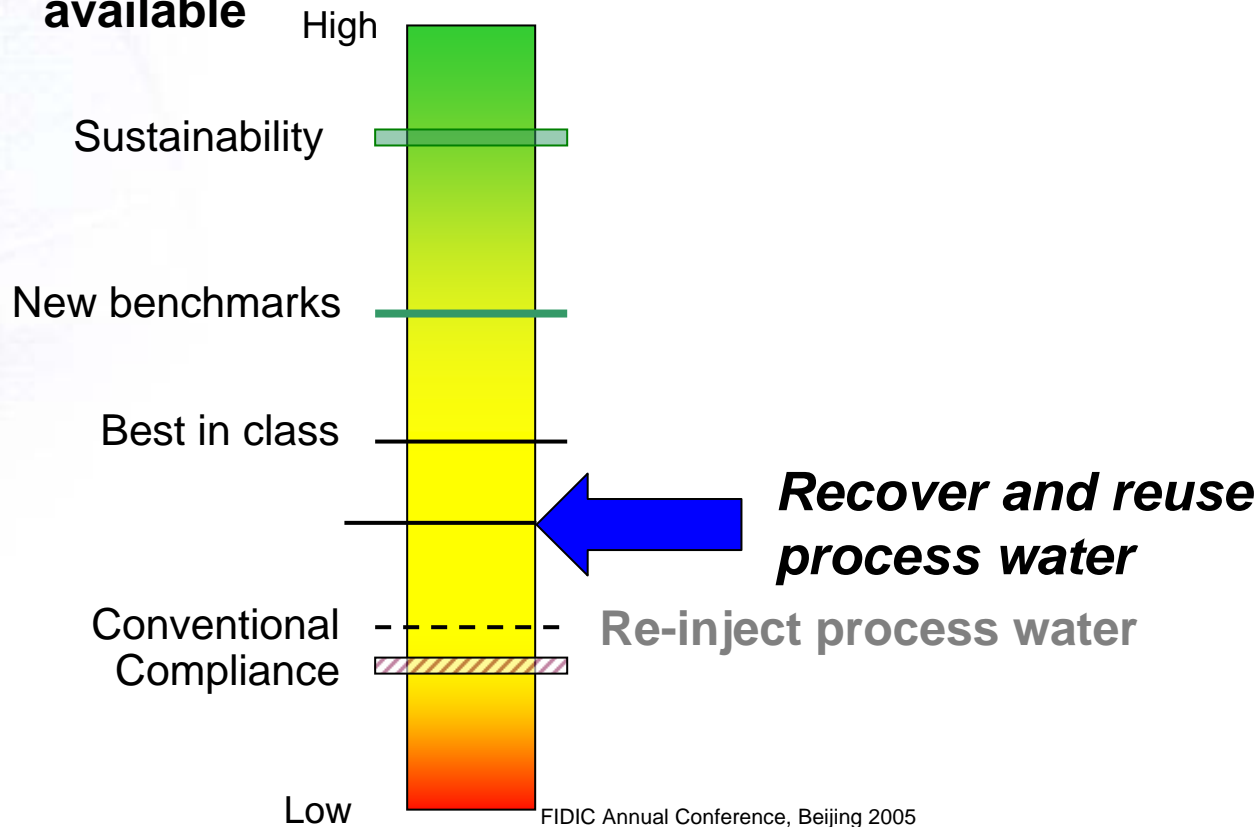 available
High
Sustainability
New benchmarks
Best in class
Recover and reuse
process water
Conventional
Re-inject process water
Compliance
Low
FIDIC Annual Conference, Beijing 2005